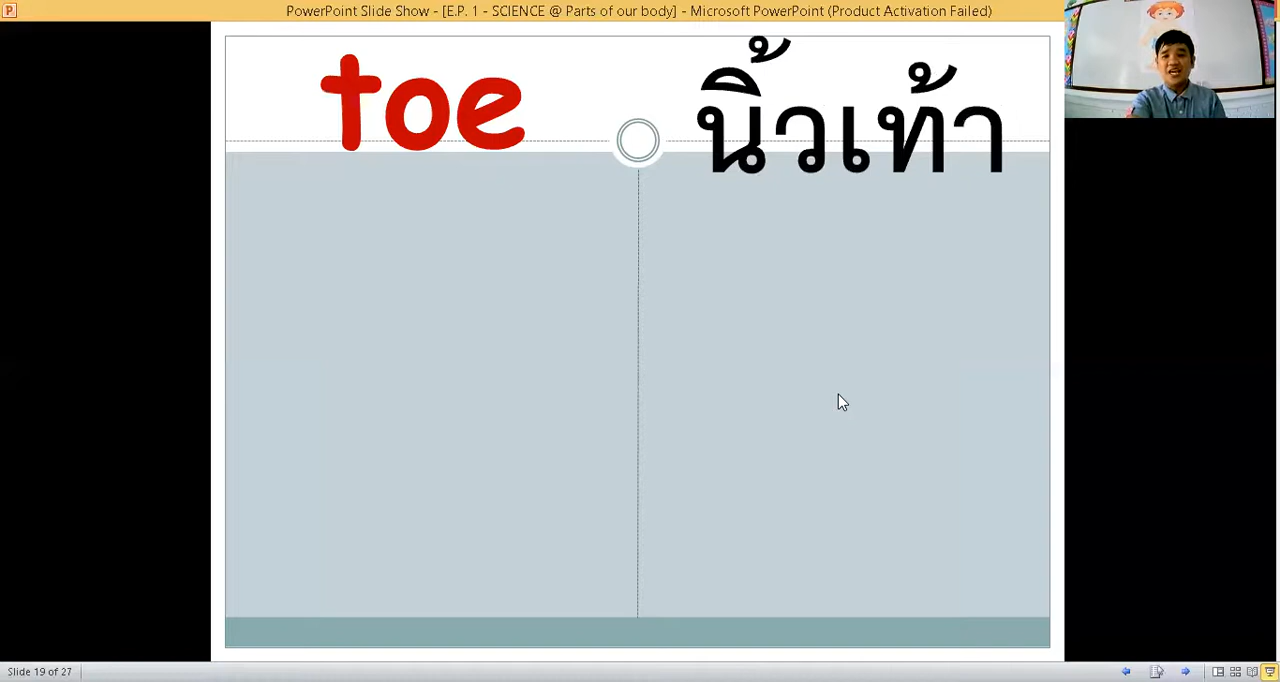 PowerPoint Slide Show - [E.P. 1 - SCIENCE @ Parts of our body] - Microsoft PowerPoint (Product Activation Failed)
toe
นิ้วเท้า
Slide 19 of 27